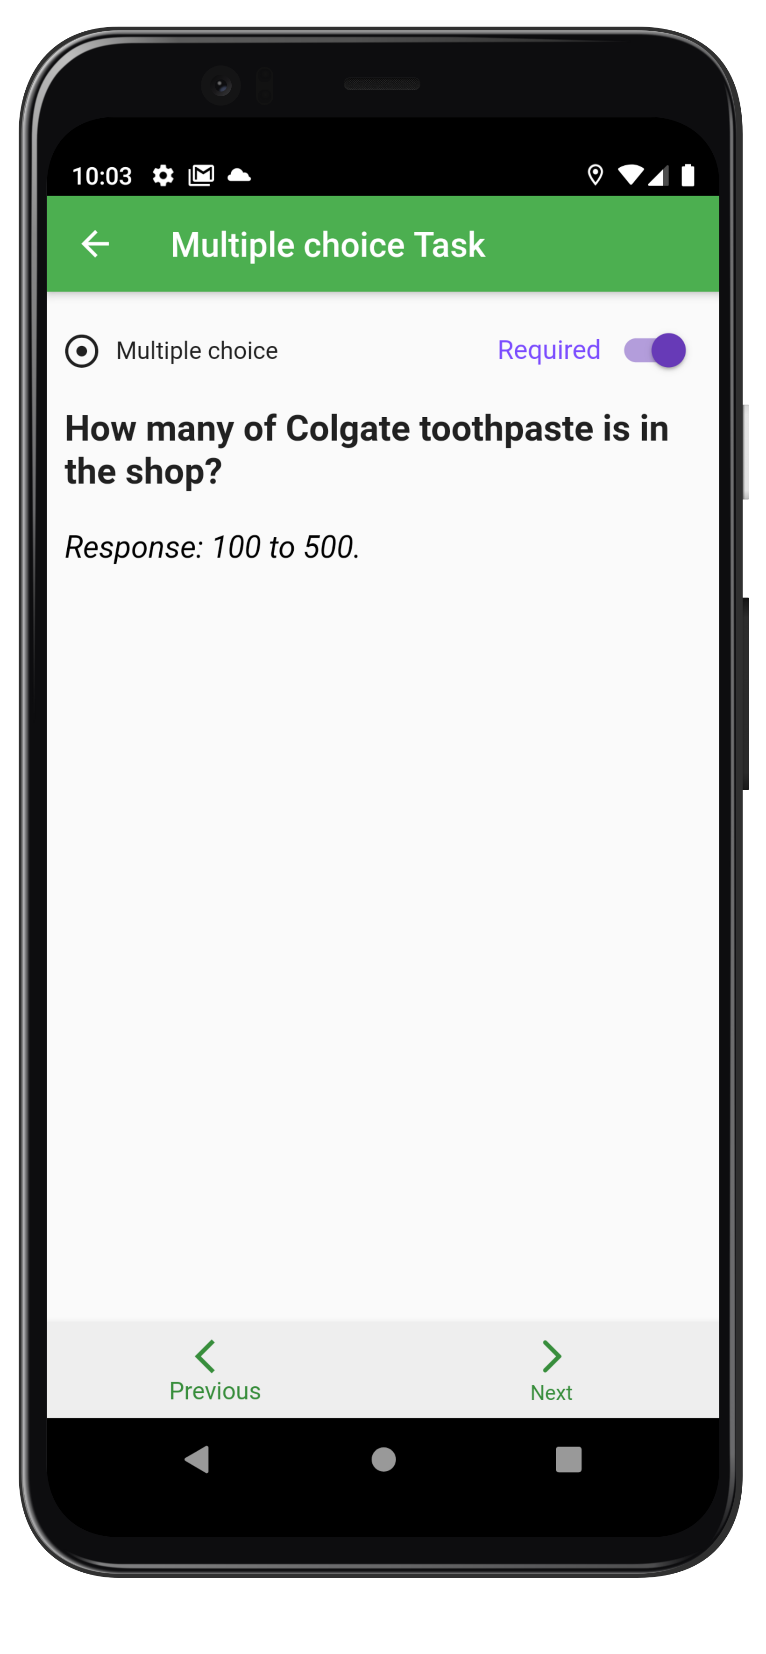 10:03
Multiple choice Task
Multiple choice Required
How many of Colgate toothpaste is in
the shop?
Response: 100 to 500.
Previous Next